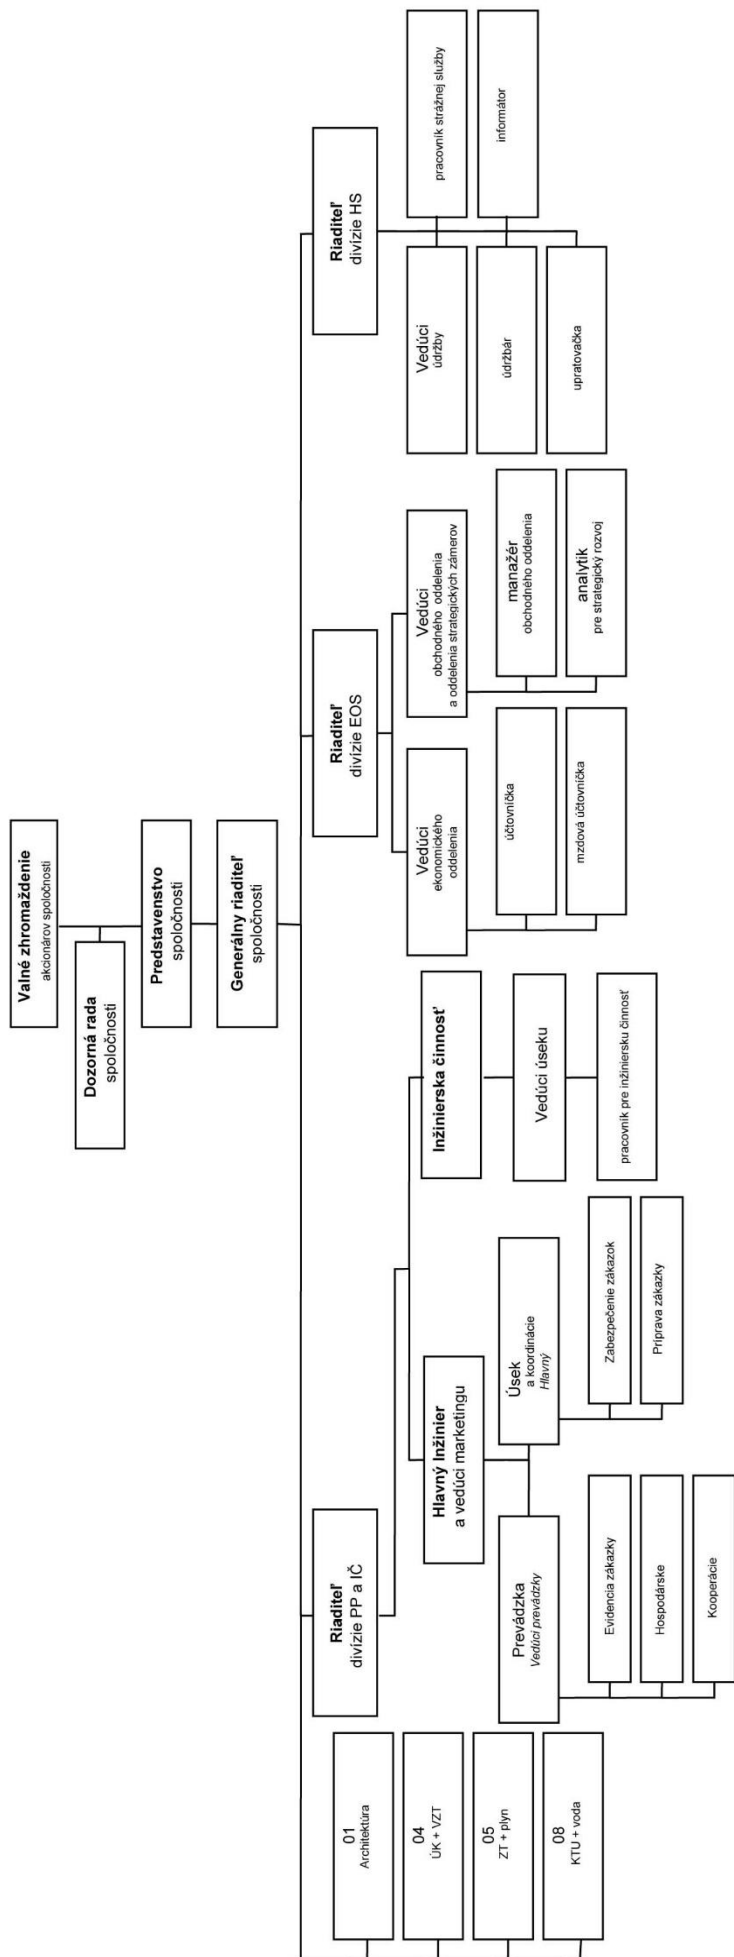 Valné zhromaždenie
akcionárov spoločnosti
Dozorná rada
spoločnosti
Predstavenstvo
spoločnosti
Generálny riaditeľ
spoločnosti
01
Architektúra
04
ÚK + VZT
05
ZT + plyn
08
KTU + voda
Riaditeľ
divízie PP a IČ
Hlavný Inžinier
a vedúci marketingu
Prevádzka
Vedúci prevádzky
Evidencia zákazky
Hospodárske
Kooperácie
Úsek
a koordinácie
Hlavný
Zabezpečenie zákazok
Príprava zákazky
Inžinierska činnosť
Vedúci úseku
pracovník pre inžiniersku činnosť
Riaditeľ
divízie EOS
Vedúci
ekonomického
oddelenia
účtovníčka
mzdová účtovníčka
Vedúci
obchodného oddelenia
a oddelenia strategických zámerov
manažér
obchodného oddelenia
analytik
pre strategický rozvoj
Riaditeľ
divízie HS
Vedúci
údržby
údržbár
upratovačka
pracovník strážnej služby
informátor